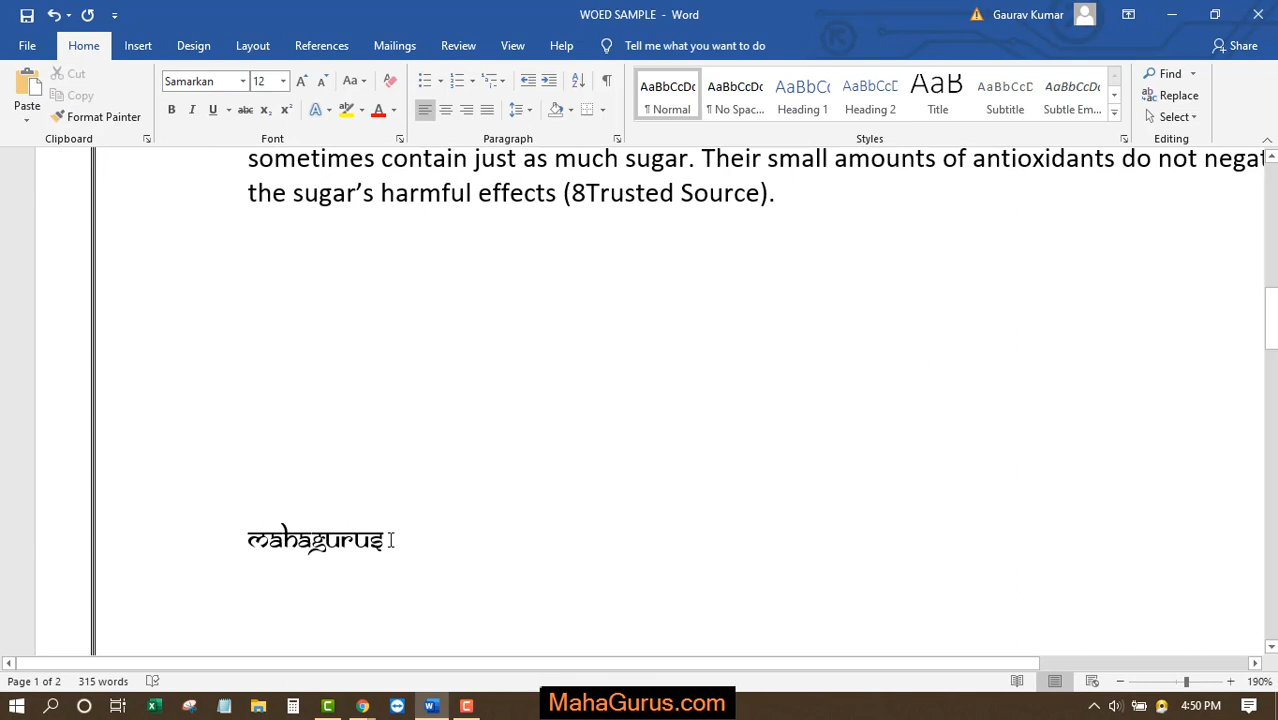 WOED SAMPLE - Word
Gaurav Kumar
File Home Insert Design Layout References Mailings Review View Help Tell me what you want to do Share
Paste
Cut
Copy
Format Painter
Clipboard
Samarkan 12
Font
Paragraph
AaBbCcDc AaBbCcDc AaBbC AaBbCcD AaB AaBbCcD AaBbCcDt
¶ Normal ¶ No Spac... Heading 1 Heading 2 Title Subtitle Subtle Em...
Styles
Find
Replace
Select
Editing
sometimes contain just as much sugar. Their small amounts of antioxidants do not negat
the sugar's harmful effects (8Trusted Source).
mahagurus
Page 1 of 2 315 words 190%
MahaGurus.com
4:50 PM